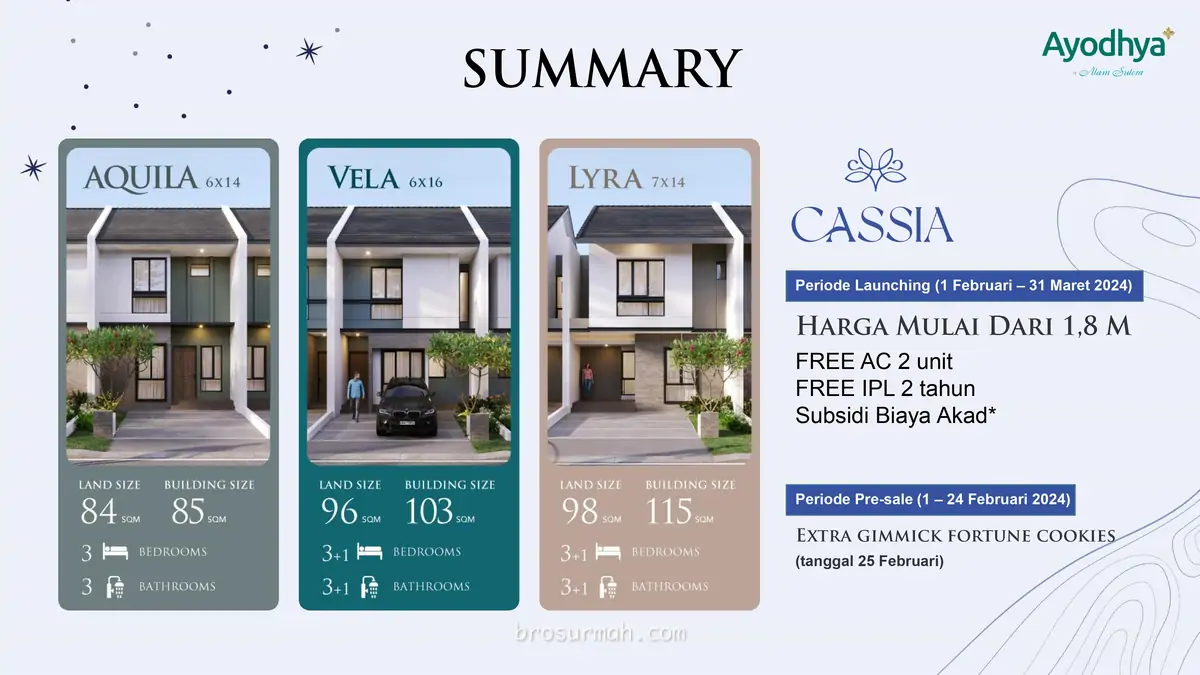 SUMMARY
Ayodhya
Alam Sutera
AQUILA 6X14
LAND SIZE BUILDING SIZE
84 SQM 85 SQM
3 BEDROOMS
3 BATHROOMS
VELA 6X16
LAND SIZE BUILDING SIZE
96 SQM 103 SQM
3+1 BEDROOMS
3+1 BATHROOMS
LYRA 7X14
LAND SIZE BUILDING SIZE
98 SQM 115 SQM
3+1 BEDROOMS
3+1 BATHROOMS
CASSIA
Periode Launching (1 Februari – 31 Maret 2024)
HARGA MULAI DARI 1,8 M
FREE AC 2 unit
FREE IPL 2 tahun
Subsidi Biaya Akad*
Periode Pre-sale (1 – 24 Februari 2024)
EXTRA GIMMICK FORTUNE COOKIES
(tanggal 25 Februari)
brosurmah.com